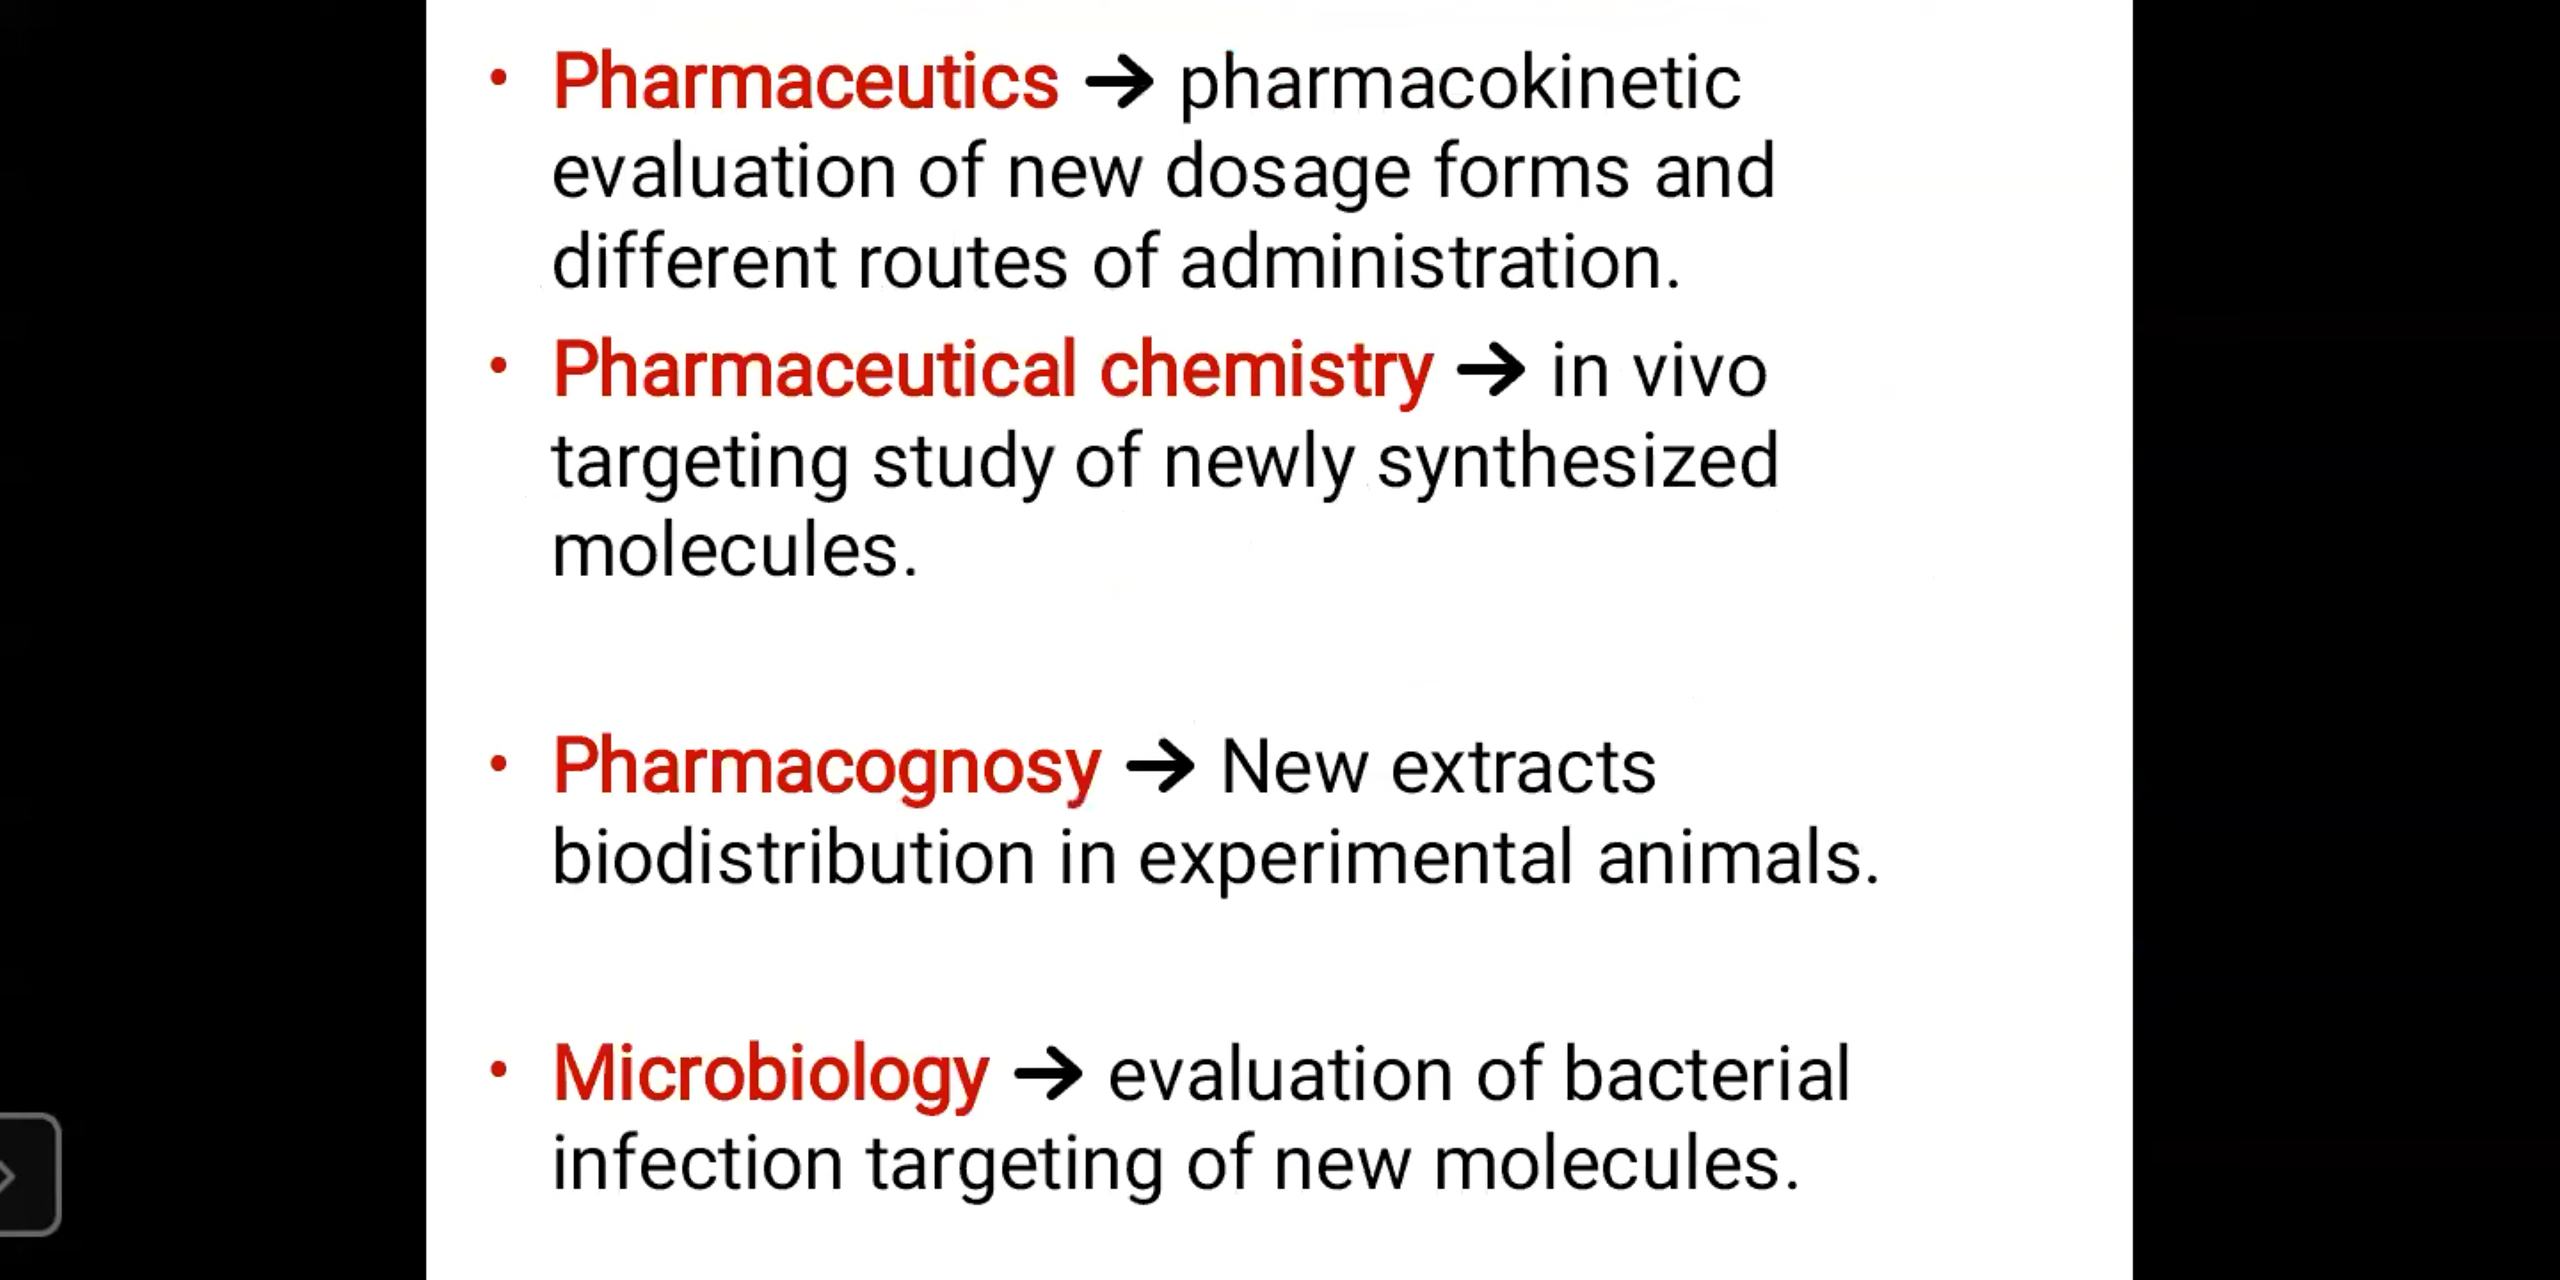 • Pharmaceutics → pharmacokinetic
evaluation of new dosage forms and
different routes of administration.
• Pharmaceutical chemistry → in vivo
targeting study of newly synthesized
molecules.
• Pharmacognosy → New extracts
biodistribution in experimental animals.
• Microbiology → evaluation of bacterial
infection targeting of new molecules.